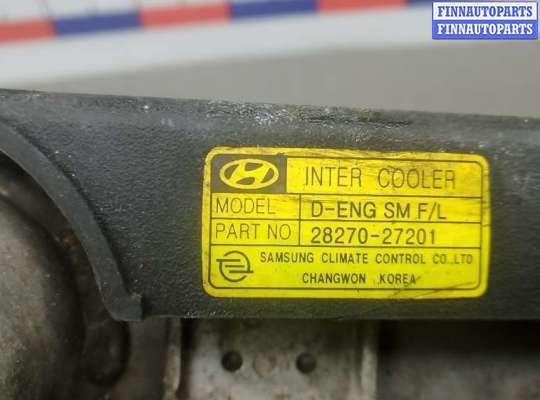 FINNAUTOPARTS
FINNAUTOPARTS
INTER COOLER
MODEL D-ENG SM F/L
PART NO 28270-27201
SAMSUNG CLIMATE CONTROL CO.,LTD
CHANGWON KOREA